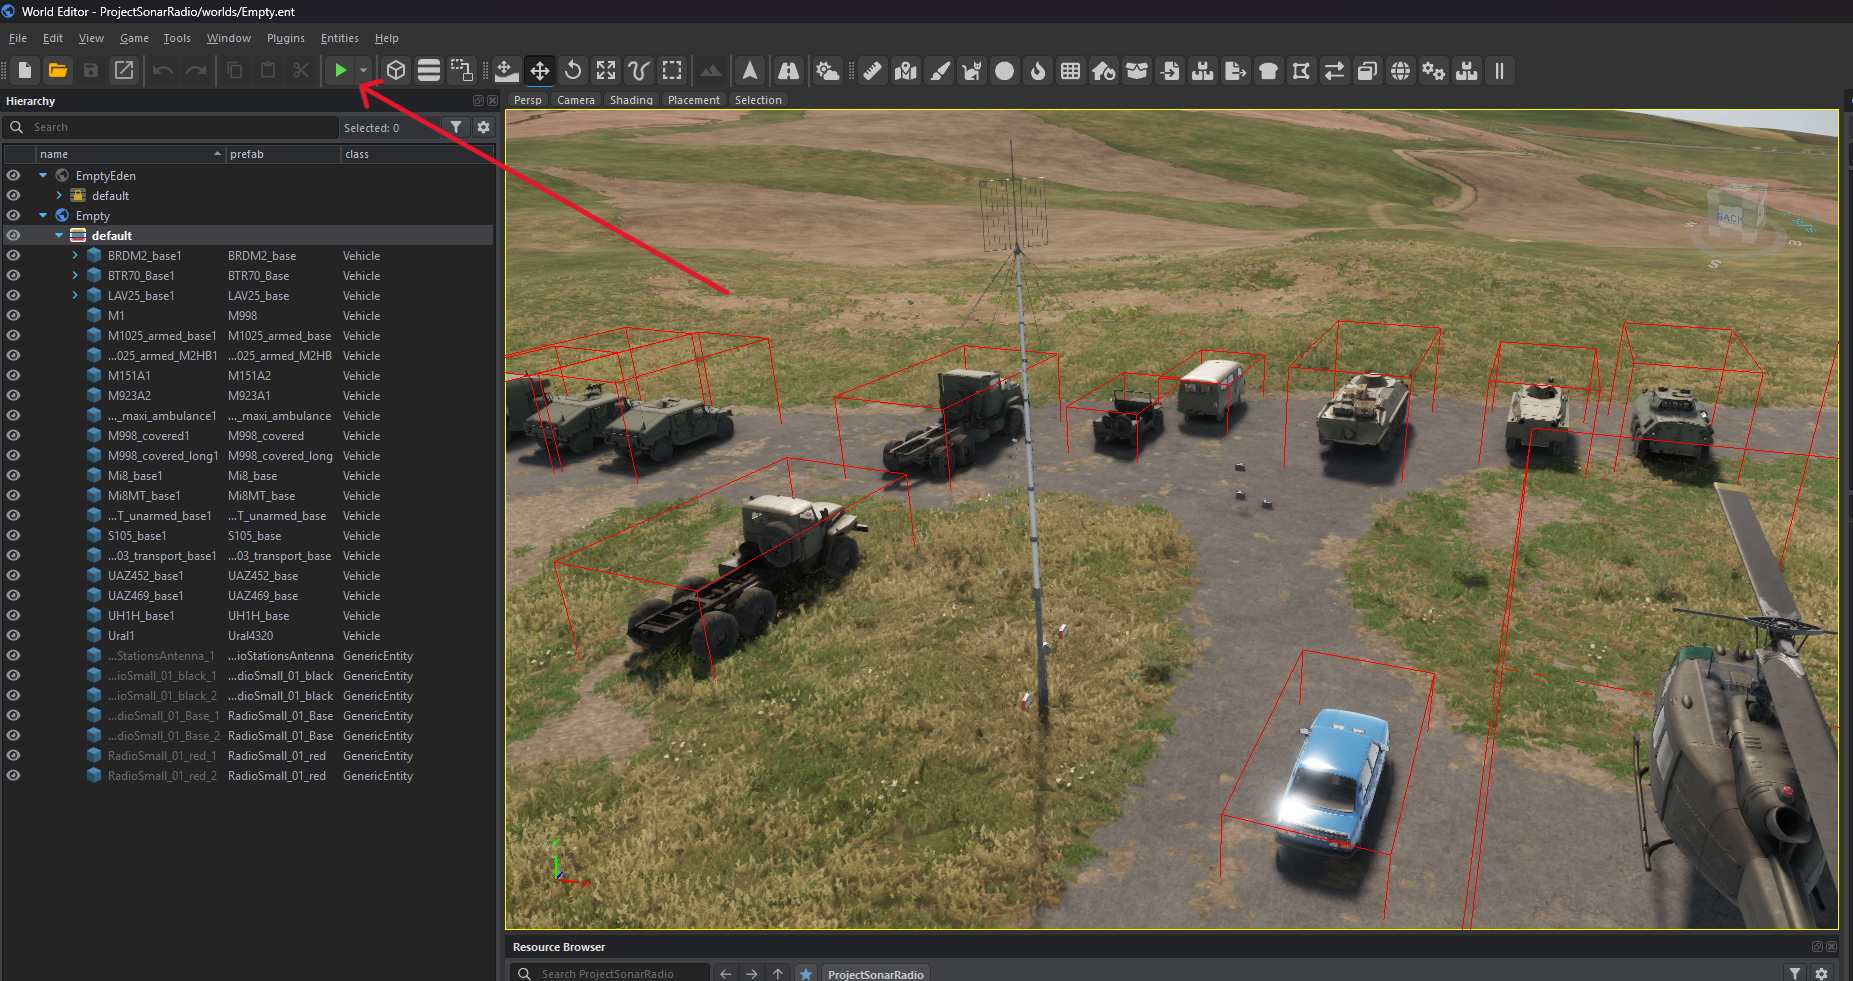 World Editor - ProjectSonarRadio/worlds/Empty.ent
File Edit View Game Tools Window Plugins Entities Help
Hierarchy
Persp Camera Shading Placement Selection
Search Selected: 0
name prefab class
EmptyEden
default
Empty
default
BRDM2_base1 BRDM2_base Vehicle
BTR70_Base1 BTR70_Base Vehicle
LAV25_base1 LAV25_base Vehicle
M1 M998 Vehicle
M1025_armed_base1 M1025_armed_base Vehicle
...025_armed_M2HB1 ...025_armed_M2HB Vehicle
M151A1 M151A2 Vehicle
M923A2 M923A1 Vehicle
..._maxi_ambulance1 ..._maxi_ambulance Vehicle
M998_covered1 M998_covered Vehicle
M998_covered_long1 M998_covered_long Vehicle
Mi8_base1 Mi8_base Vehicle
Mi8MT_base1 Mi8MT_base Vehicle
...T_unarmed_base1 ...T_unarmed_base Vehicle
S105_base1 S105_base Vehicle
...03_transport_base1 ...03_transport_base Vehicle
UAZ452_base1 UAZ452_base Vehicle
UAZ469_base1 UAZ469_base Vehicle
UH1H_base1 UH1H_base Vehicle
Ural1 Ural4320 Vehicle
...StationsAntenna_1 ...ioStationsAntenna GenericEntity
...ioSmall_01_black_1 ...dioSmall_01_black GenericEntity
...ioSmall_01_black_2 ...dioSmall_01_black GenericEntity
...dioSmall_01_Base_1 RadioSmall_01_Base GenericEntity
...dioSmall_01_Base_2 RadioSmall_01_Base GenericEntity
RadioSmall_01_red_1 RadioSmall_01_red GenericEntity
RadioSmall_01_red_2 RadioSmall_01_red GenericEntity
BACK
S
Resource Browser
Search ProjectSonarRadio ProjectSonarRadio